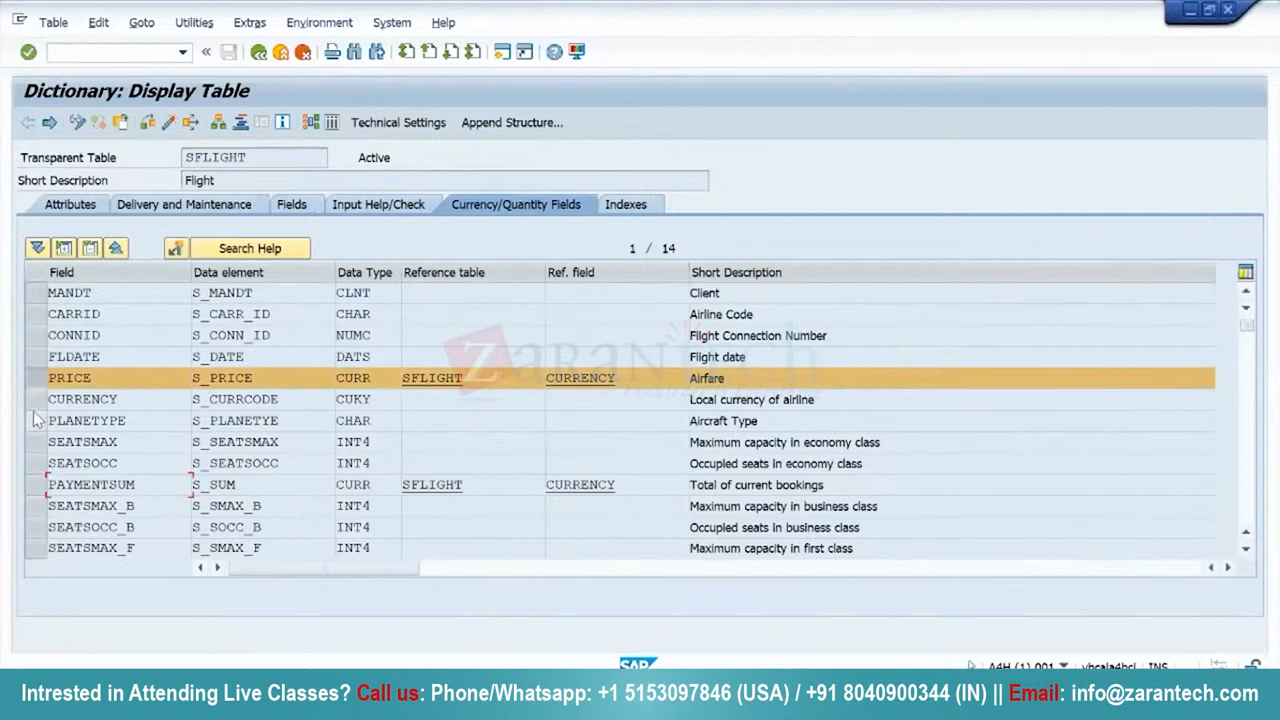 Table Edit Goto Utilities Extras Environment System Help
Dictionary: Display Table
Technical Settings Append Structure...
Transparent Table SFLIGHT Active
Short Description Flight
Attributes Delivery and Maintenance Fields Input Help/Check Currency/Quantity Fields Indexes
Search Help 1 / 14
Field Data element Data Type Reference table Ref. field Short Description
MANDT S_MANDT CLNT Client
CARRID S_CARR_ID CHAR Airline Code
CONNID S_CONN_ID NUMC Flight Connection Number
FLDATE S_DATE DATS Flight date
PRICE S_PRICE CURR SFLIGHT CURRENCY Airfare
CURRENCY S_CURRCODE CUKY Local currency of airline
PLANETYPE S_PLANETYE CHAR Aircraft Type
SEATSMAX S_SEATSMAX INT4 Maximum capacity in economy class
SEATSOCC S_SEATSOCC INT4 Occupied seats in economy class
PAYMENTSUM S_SUM CURR SFLIGHT CURRENCY Total of current bookings
SEATSMAX_B S_SMAX_B INT4 Maximum capacity in business class
SEATSOCC_B S_SOCC_B INT4 Occupied seats in business class
SEATSMAX_F S_SMAX_F INT4 Maximum capacity in first class
zaranTech
SAP
A4H (1) 001 vhcala4hci INS
Intrested in Attending Live Classes? Call us: Phone/Whatsapp: +1 5153097846 (USA) / +91 8040900344 (IN) || Email: info@zarantech.com